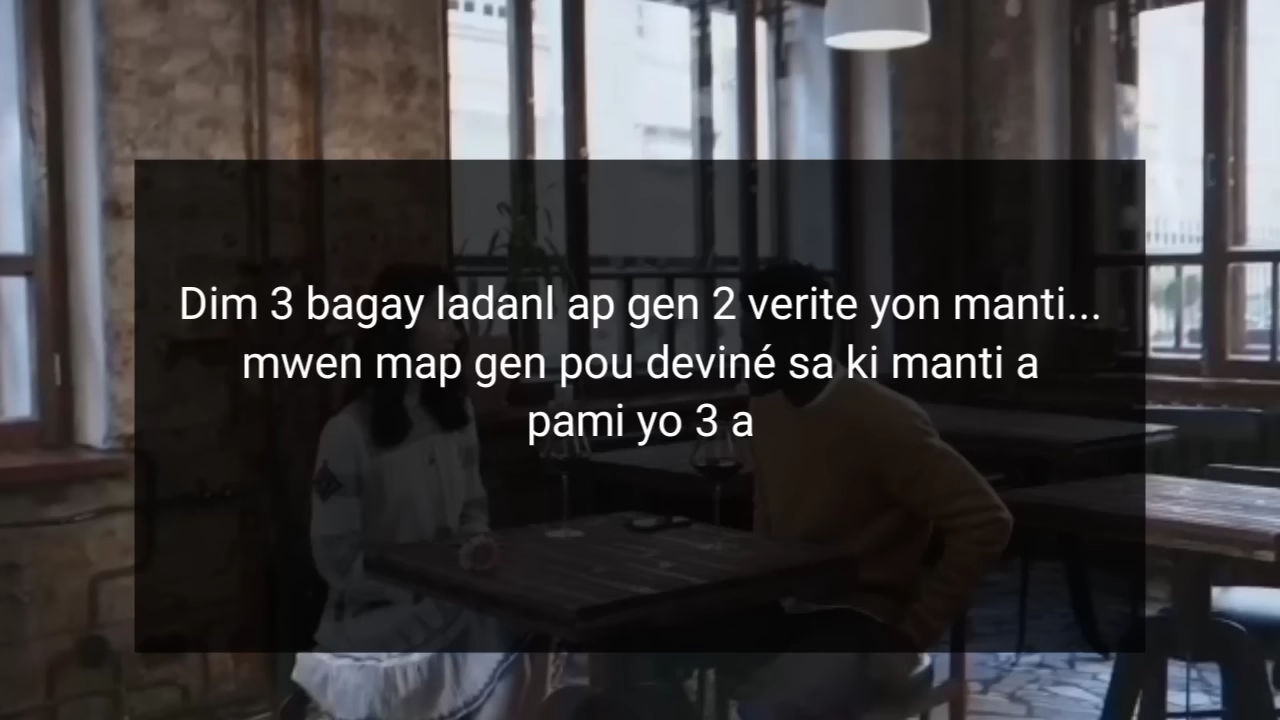 Dim 3 bagay ladanl ap gen 2 verite yon manti...
mwen map gen pou deviné sa ki manti a
pami yo 3 a